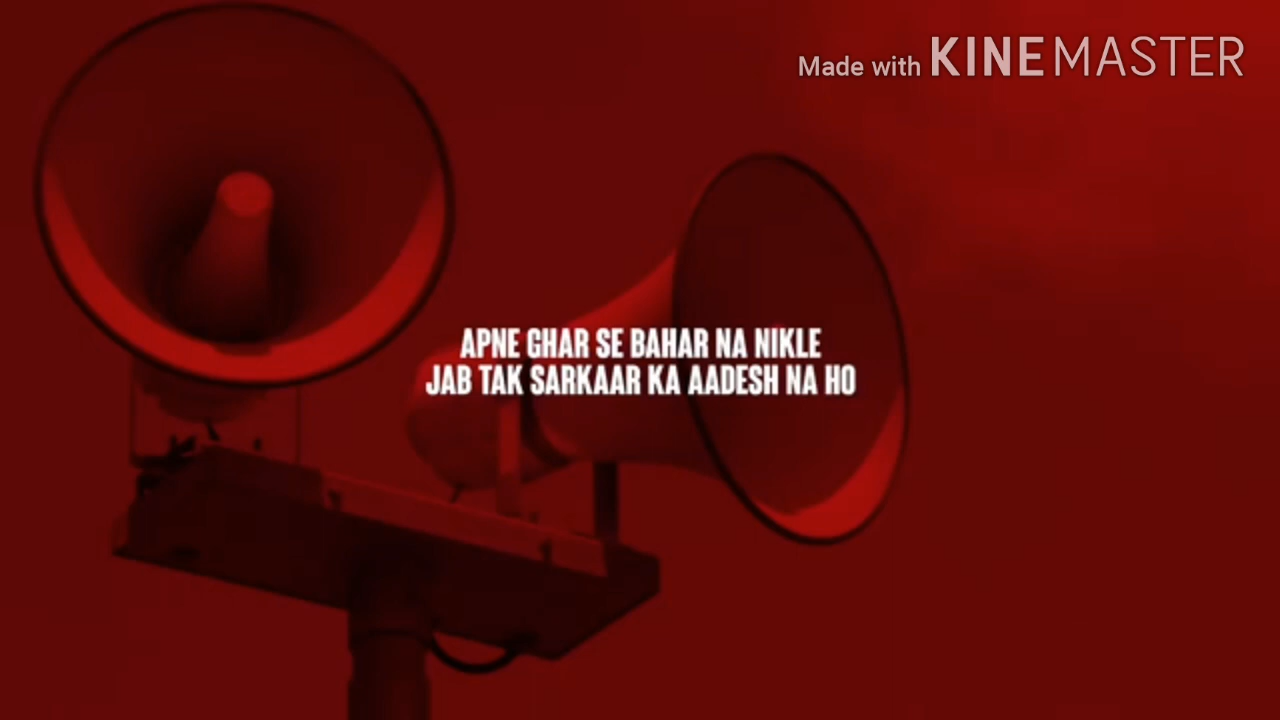 Made with KINEMASTER
APNE GHAR SE BAHAR NA NIKLE
JAB TAK SARKAAR KA AADESH NA HO